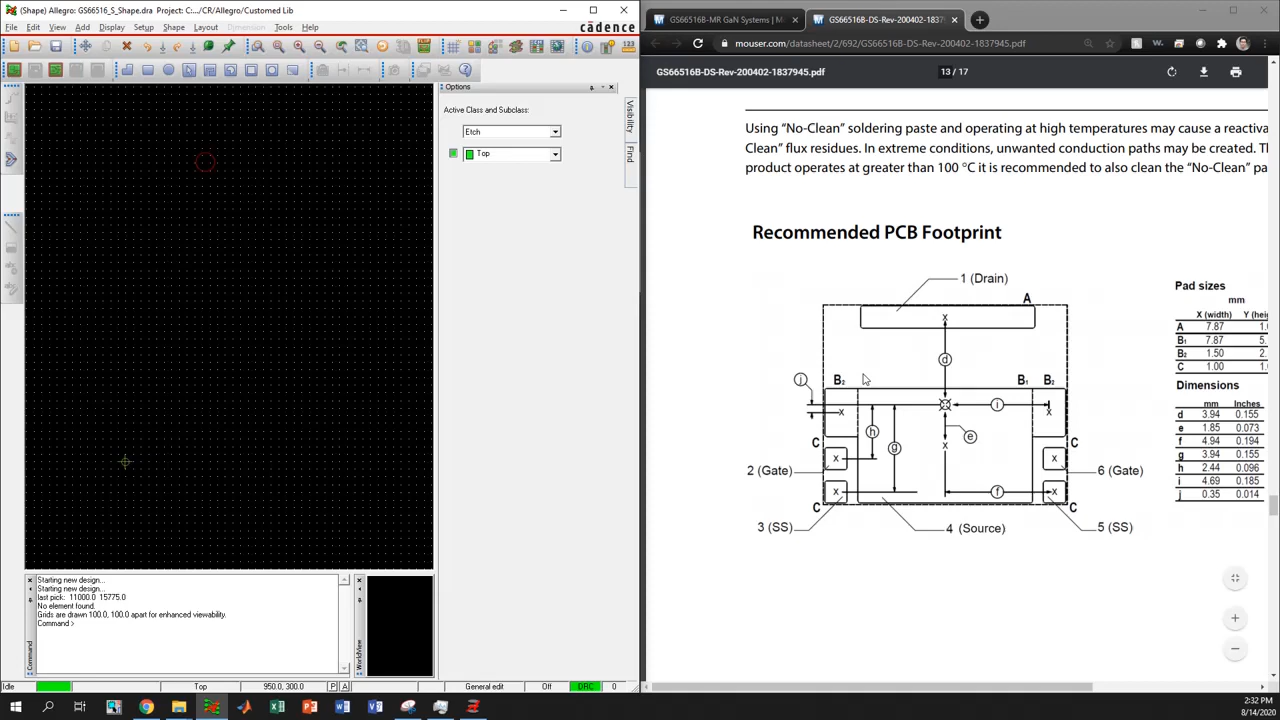 (Shape) Allegro: GS66516_S_Shape.dra Project: C:.../CR/Allegro/Customed Lib
File Edit View Add Display Setup Shape Layout Dimension Tools Help
cādence
Options
Active Class and Subclass:
Etch
Top
Visibility
Find
Starting new design...
Starting new design...
last pick: 11000.0 15775.0
No element found.
Grids are drawn 100.0, 100.0 apart for enhanced viewability.
Command >
Command
WorldView
Idle
Top
950.0, 300.0
P
A
General edit
Off
DRC
0
GS66516B-MR GaN Systems | M
GS66516B-DS-Rev-200402-1837
mouser.com/datasheet/2/692/GS66516B-DS-Rev-200402-1837945.pdf
GS66516B-DS-Rev-200402-1837945.pdf
13 / 17
Using “No-Clean” soldering paste and operating at high temperatures may cause a reactiva
Clean” flux residues. In extreme conditions, unwanted conduction paths may be created. Th
product operates at greater than 100 °C it is recommended to also clean the “No-Clean” pa
Recommended PCB Footprint
1 (Drain)
A
x
d
j
B2
B1
B2
i
x
x
h
e
g
x
C
C
x
x
2 (Gate)
6 (Gate)
x
f
x
C
C
3 (SS)
4 (Source)
5 (SS)
Pad sizes
mm
X (width) Y (hei
A 7.87 1.
B1 7.87 5.
B2 1.50 2.
C 1.00 1.
Dimensions
mm Inches
d 3.94 0.155
e 1.85 0.073
f 4.94 0.194
g 3.94 0.155
h 2.44 0.096
i 4.69 0.185
j 0.35 0.014
2:32 PM
8/14/2020